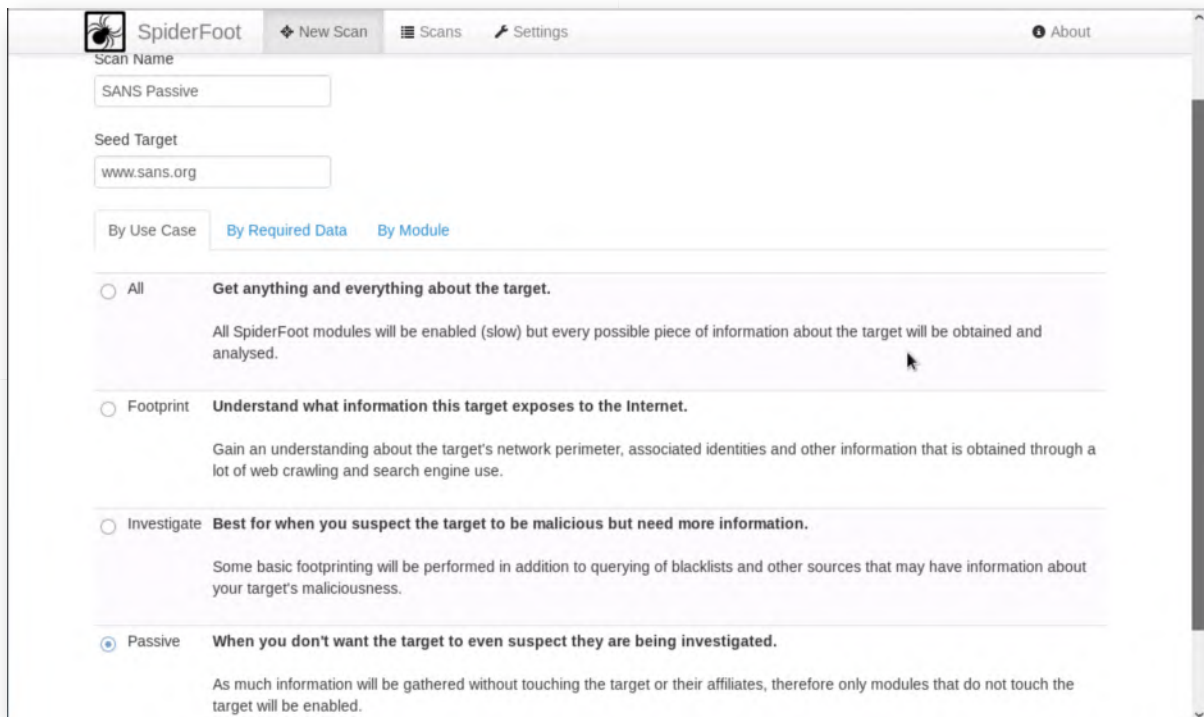 SpiderFoot New Scan Scans Settings About
Scan Name
SANS Passive
Seed Target
www.sans.org
By Use Case By Required Data By Module
All Get anything and everything about the target.
All SpiderFoot modules will be enabled (slow) but every possible piece of information about the target will be obtained and
analysed.
Footprint Understand what information this target exposes to the Internet.
Gain an understanding about the target's network perimeter, associated identities and other information that is obtained through a
lot of web crawling and search engine use.
Investigate Best for when you suspect the target to be malicious but need more information.
Some basic footprinting will be performed in addition to querying of blacklists and other sources that may have information about
your target's maliciousness.
Passive When you don't want the target to even suspect they are being investigated.
As much information will be gathered without touching the target or their affiliates, therefore only modules that do not touch the
target will be enabled.